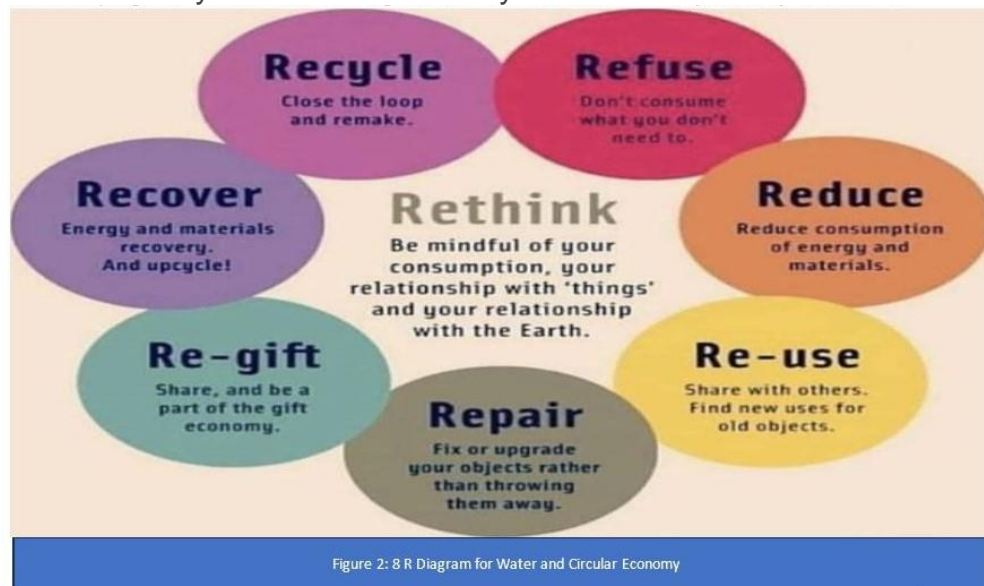 Recycle
Close the loop
and remake.
Refuse
Don't consume
what you don't
need to.
Recover
Energy and materials
recovery.
And upcycle!
Rethink
Be mindful of your
consumption, your
relationship with 'things'
and your relationship
with the Earth.
Reduce
Reduce consumption
of energy and
materials.
Re-gift
Share, and be a
part of the gift
economy.
Repair
Fix or upgrade
your objects rather
than throwing
them away.
Re-use
Share with others.
Find new uses for
old objects.
Figure 2: 8 R Diagram for Water and Circular Economy